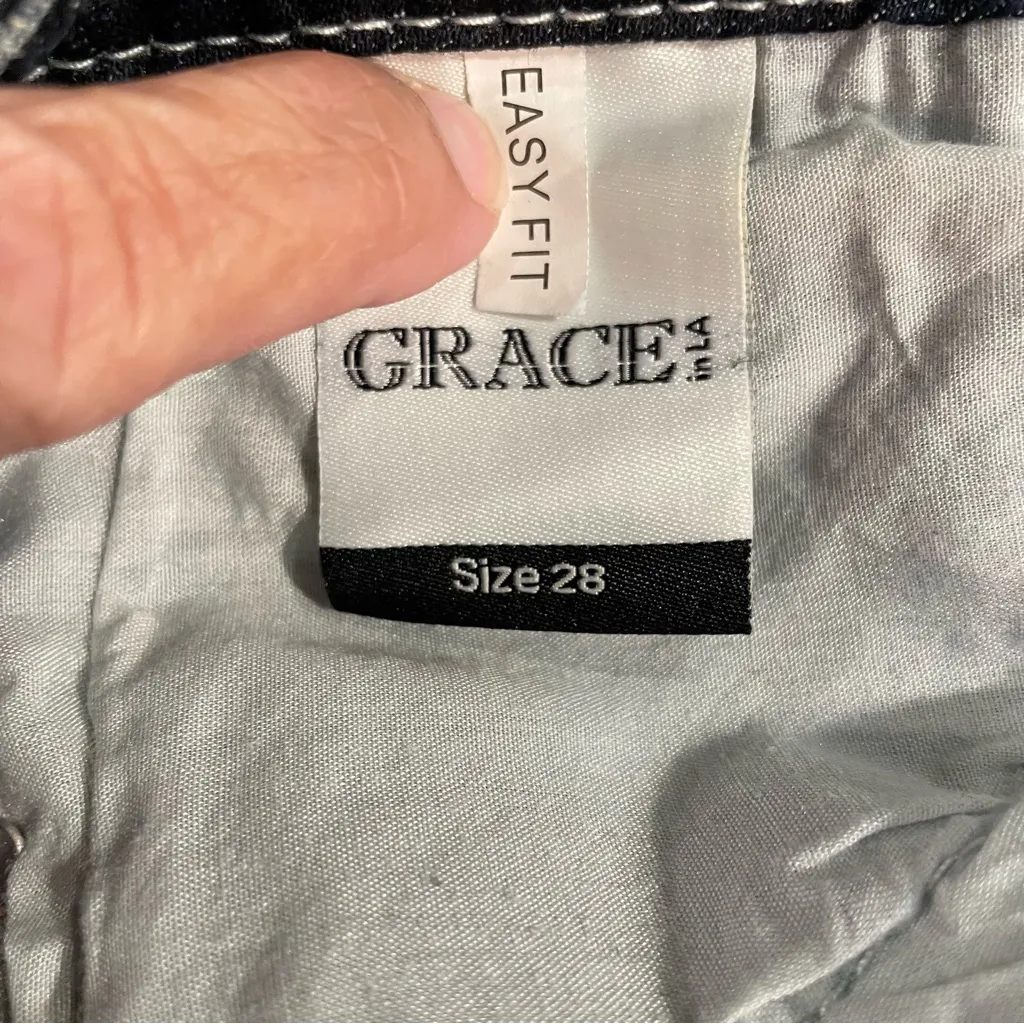 EASY FIT
GRACE in LA
Size 28